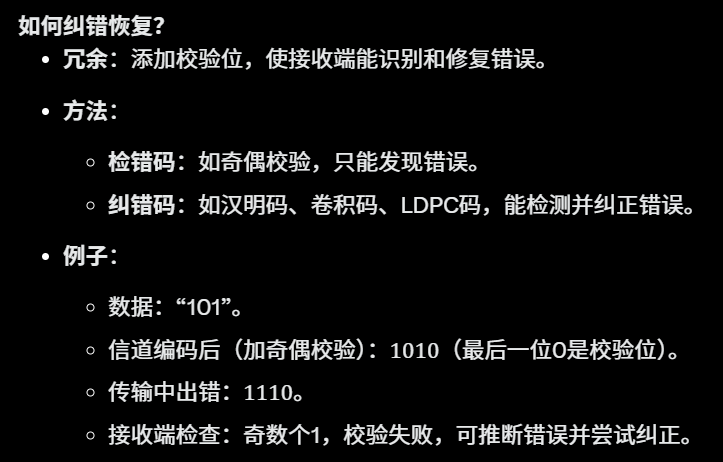 如何纠错恢复？
• 冗余：添加校验位，使接收端能识别和修复错误。
• 方法：
○ 检错码：如奇偶校验，只能发现错误。
○ 纠错码：如汉明码、卷积码、LDPC码，能检测并纠正错误。
• 例子：
○ 数据：“101”。
○ 信道编码后（加奇偶校验）：1010（最后一位0是校验位）。
○ 传输中出错：1110。
○ 接收端检查：奇数个1，校验失败，可推断错误并尝试纠正。